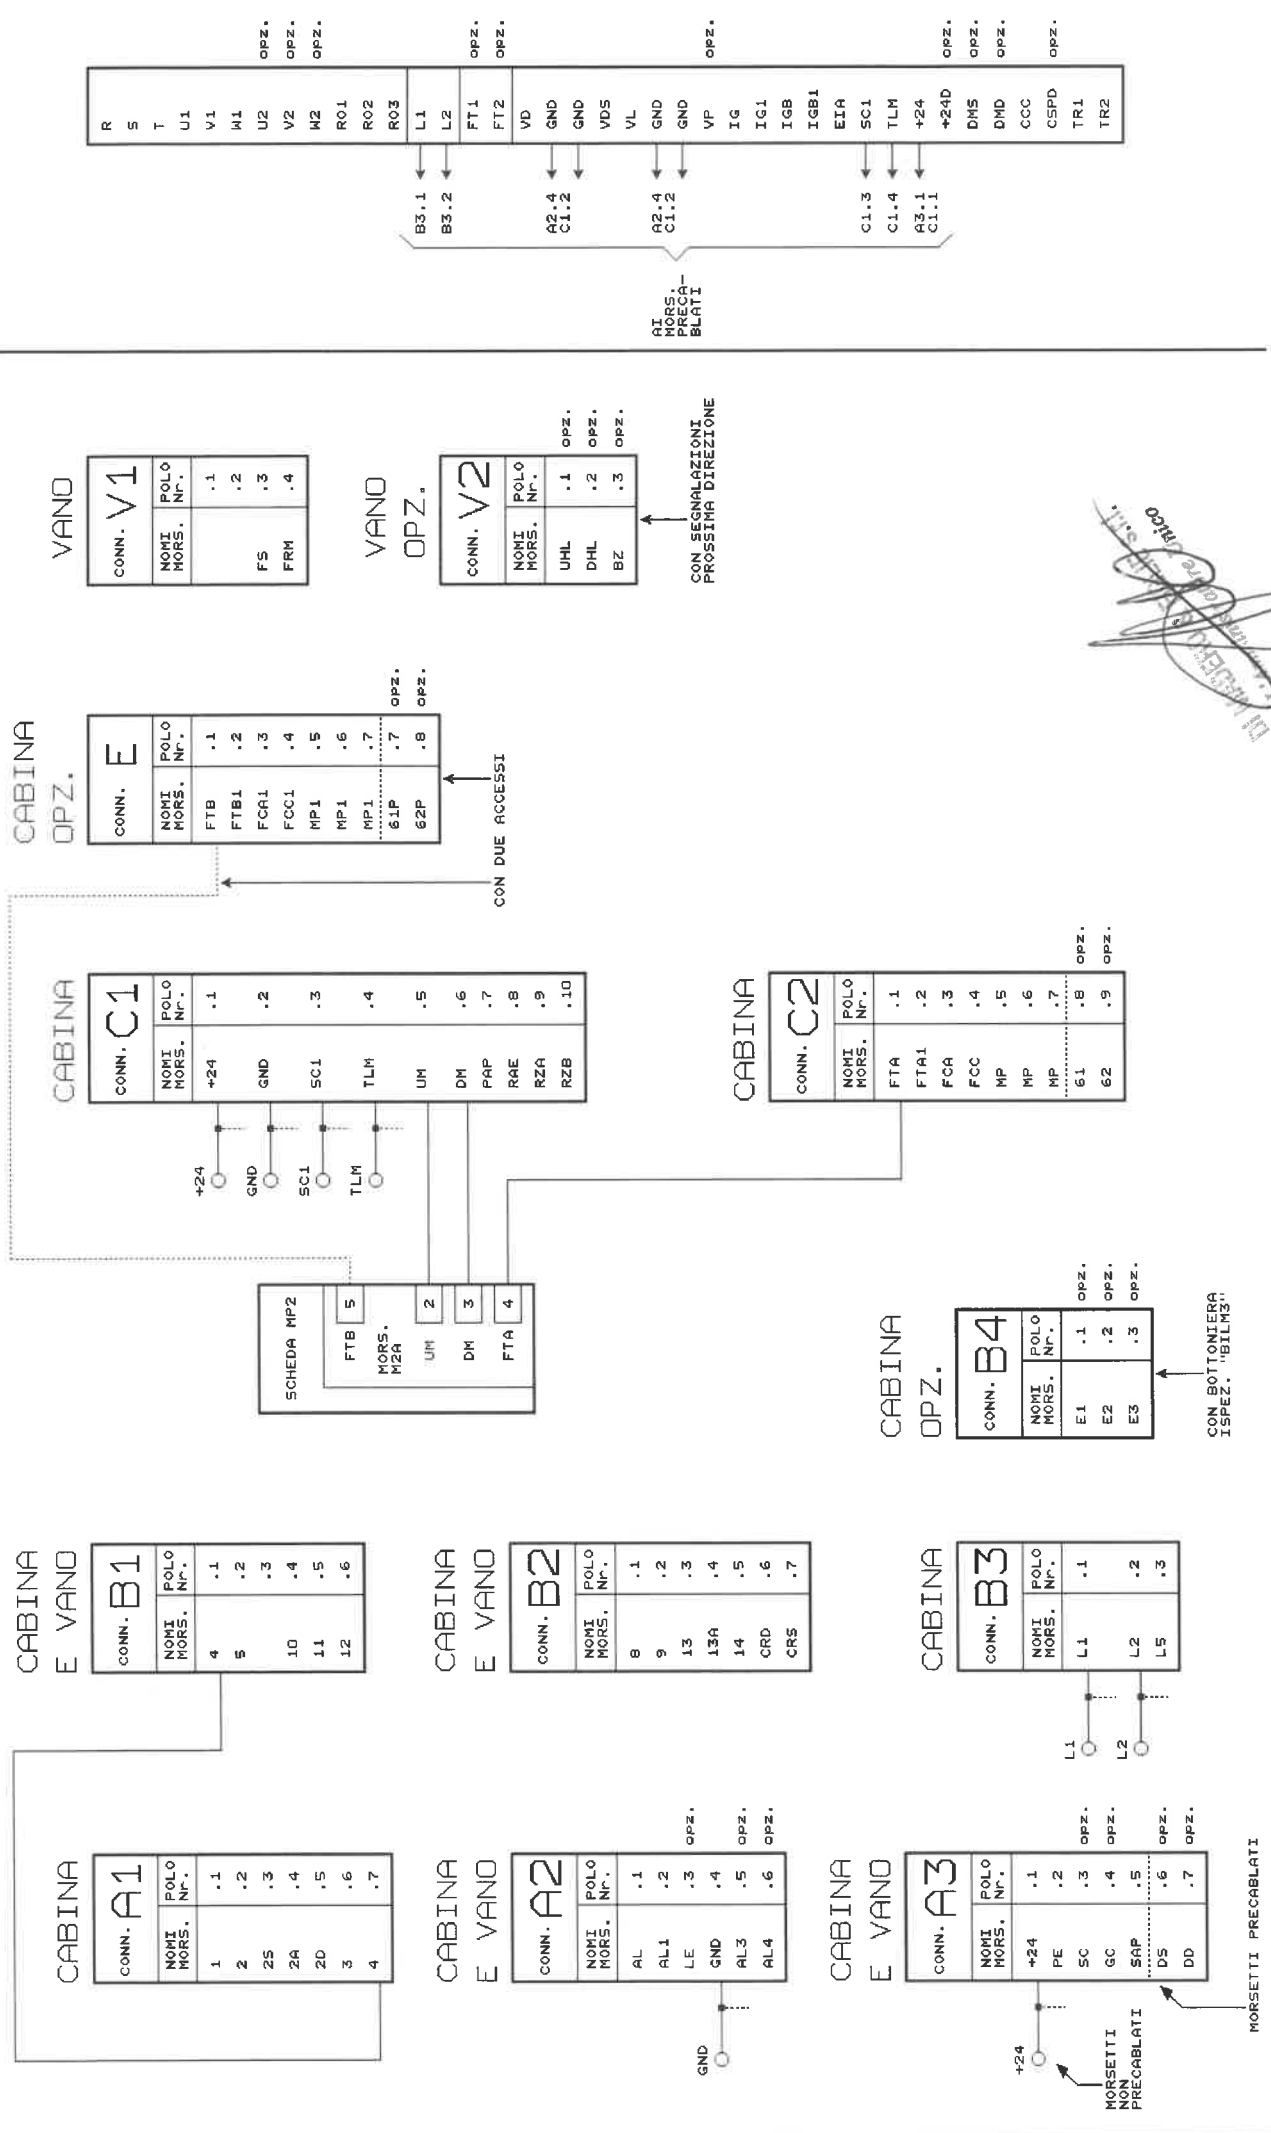 CABINA
CONN. A1
NOMI MORS. POLO Nr.
1 .1
2 .2
2S .3
2A .4
2D .5
3 .6
4 .7
CABINA
E VANO
CONN. B1
NOMI MORS. POLO Nr.
4 .1
5 .2
.3
10 .4
11 .5
12 .6
SCHEDA MP2
FTB 5
MORS.
M2A
UM 2
DM 3
FTA 4
CABINA
CONN. C1
NOMI MORS. POLO Nr.
+24 +24 .1
GND GND .2
SC1 SC1 .3
TLM TLM .4
UM .5
DM .6
PAP .7
RAE .8
RZA .9
RZB .10
CABINA
OPZ.
CONN. E
NOMI MORS. POLO Nr.
FTB .1
FTB1 .2
FCA1 .3
FCC1 .4
MP1 .5
MP1 .6
MP1 .7
61P .7 OPZ.
62P .8 OPZ.
CON DUE ACCESSI
VANO
CONN. V1
NOMI MORS. POLO Nr.
.1
.2
FS .3
FRM .4
CABINA
E VANO
CONN. A2
NOMI MORS. POLO Nr.
AL .1
AL1 .2
LE .3 OPZ.
GND GND .4
AL3 .5 OPZ.
AL4 .6 OPZ.
CABINA
E VANO
CONN. B2
NOMI MORS. POLO Nr.
8 .1
9 .2
13 .3
13A .4
14 .5
CRD .6
CRS .7
VANO
OPZ.
CONN. V2
NOMI MORS. POLO Nr.
UHL .1 OPZ.
DHL .2 OPZ.
BZ .3 OPZ.
CON SEGNALAZIONI
PROSSIMA DIREZIONE
CABINA
CONN. C2
NOMI MORS. POLO Nr.
FTA .1
FTA1 .2
FCA .3
FCC .4
MP .5
MP .6
MP .7
61 .8 OPZ.
62 .9 OPZ.
CABINA
E VANO
CONN. A3
NOMI MORS. POLO Nr.
+24 +24 .1
PE .2
SC .3 OPZ.
GC .4 OPZ.
SAP .5
DS .6 OPZ.
DD .7 OPZ.
MORSETTI
NON
PRECABLATI
MORSETTI PRECABLATI
CABINA
CONN. B3
NOMI MORS. POLO Nr.
L1 L1 .1
L2 L2 .2
L5 .3
CABINA
OPZ.
CONN. B4
NOMI MORS. POLO Nr.
E1 .1 OPZ.
E2 .2 OPZ.
E3 .3 OPZ.
CON BOTTONIERA
ISPEZ. "BILM3"
Unico
R
S
T
U1
V1
W1
U2 OPZ.
V2 OPZ.
W2 OPZ.
RO1
RO2
RO3
B3.1 L1
B3.2 L2
FT1 OPZ.
FT2 OPZ.
VD
A2.4 GND
C1.2 GND
VDS
VL
A2.4 GND
C1.2 GND
VP OPZ.
IG
IG1
IGB
IGB1
EIA
C1.3 SC1
C1.4 TLM
A3.1 +24
C1.1
+24D OPZ.
DMS OPZ.
DMD OPZ.
CCC
CSPD OPZ.
TR1
TR2
AI
MORS.
PRECA-
BLATI